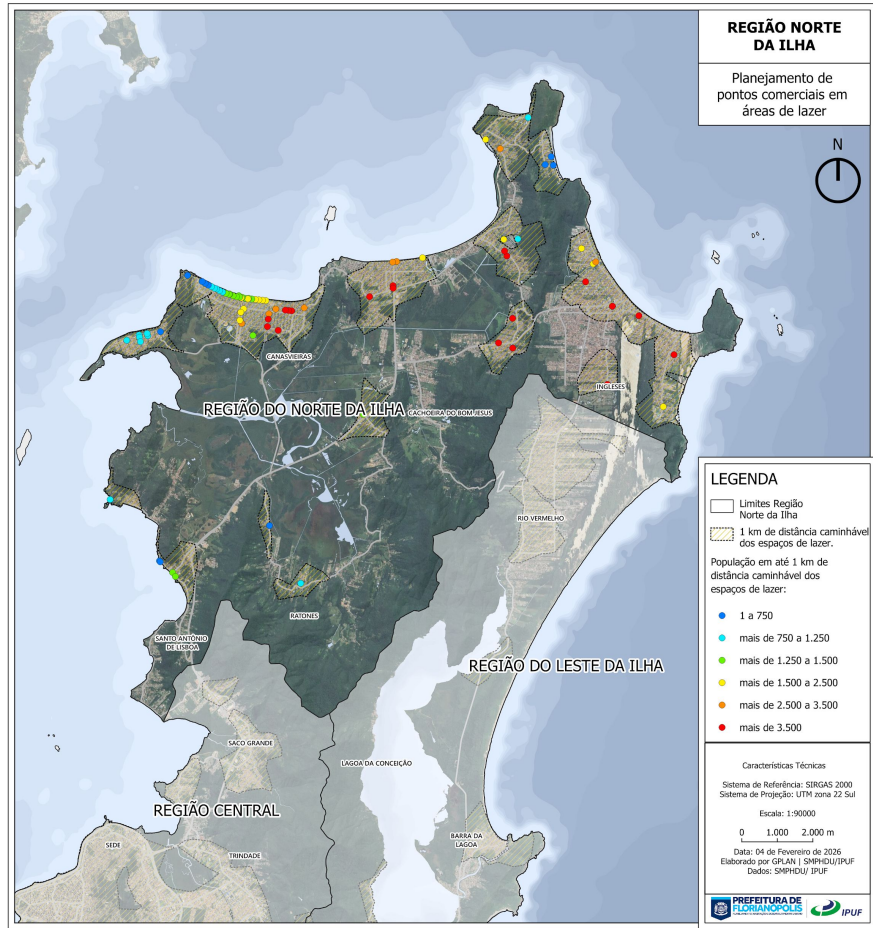 REGIÃO NORTE
DA ILHA
Planejamento de
pontos comerciais em
áreas de lazer
N
CANASVIEIRAS
REGIÃO DO NORTE DA ILHA
CACHOEIRA DO BOM JESUS
INGLESES
RIO VERMELHO
RATONES
SANTO ANTÔNIO
DE LISBOA
REGIÃO DO LESTE DA ILHA
SACO GRANDE
LAGOA DA CONCEIÇÃO
REGIÃO CENTRAL
SEDE
TRINDADE
BARRA DA
LAGOA
LEGENDA
Limites Região
Norte da Ilha
1 km de distância caminhável
dos espaços de lazer.
População em até 1 km de
distância caminhável dos
espaços de lazer:
1 a 750
mais de 750 a 1.250
mais de 1.250 a 1.500
mais de 1.500 a 2.500
mais de 2.500 a 3.500
mais de 3.500
Características Técnicas
Sistema de Referência: SIRGAS 2000
Sistema de Projeção: UTM zona 22 Sul
Escala: 1:90000
0 1.000 2.000 m
Data: 04 de Fevereiro de 2026
Elaborado por GPLAN | SMPHDU/IPUF
Dados: SMPHDU/ IPUF
PREFEITURA DE
FLORIANÓPOLIS
IPUF